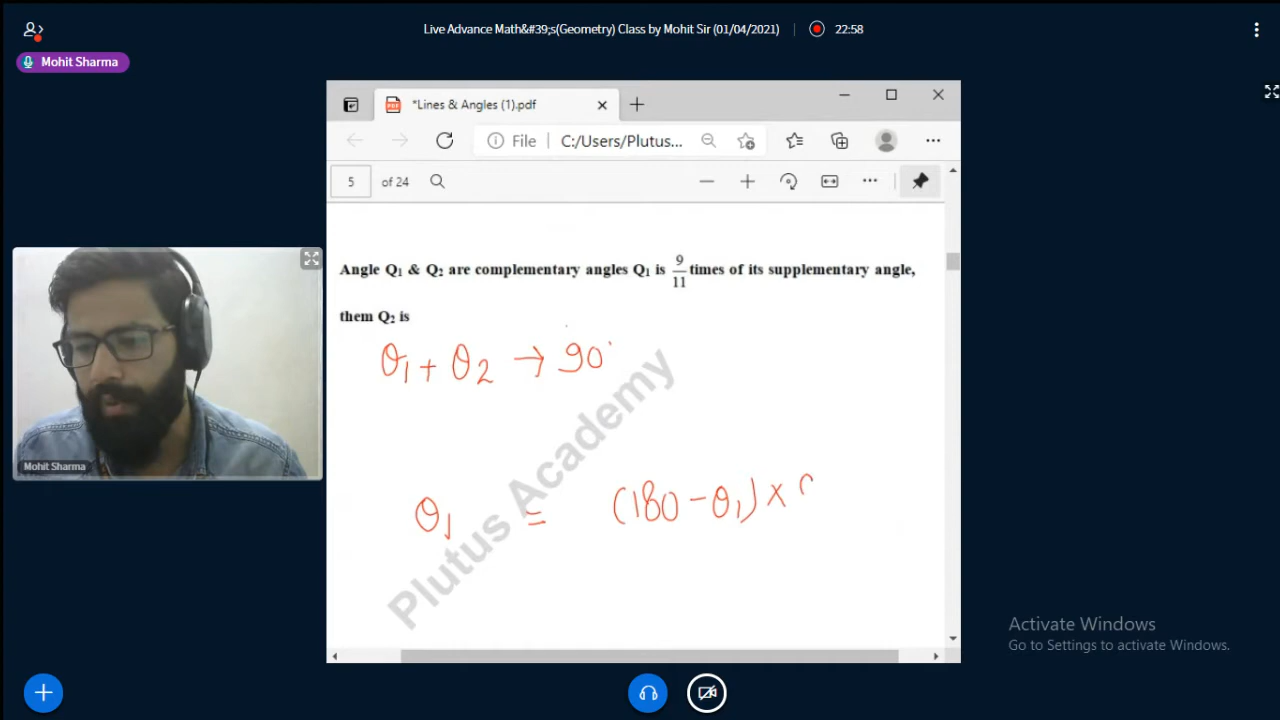 Live Advance Math&#39;s(Geometry) Class by Mohit Sir (01/04/2021) 22:58
Mohit Sharma
*Lines & Angles (1).pdf
File C:/Users/Plutus...
5 of 24
Angle Q₁ & Q₂ are complementary angles Q₁ is 9/11 times of its supplementary angle,
them Q₂ is
θ₁ + θ₂ → 90°
θ₁ = (180 - θ₁) ×
Plutus Academy
Mohit Sharma
Activate Windows
Go to Settings to activate Windows.